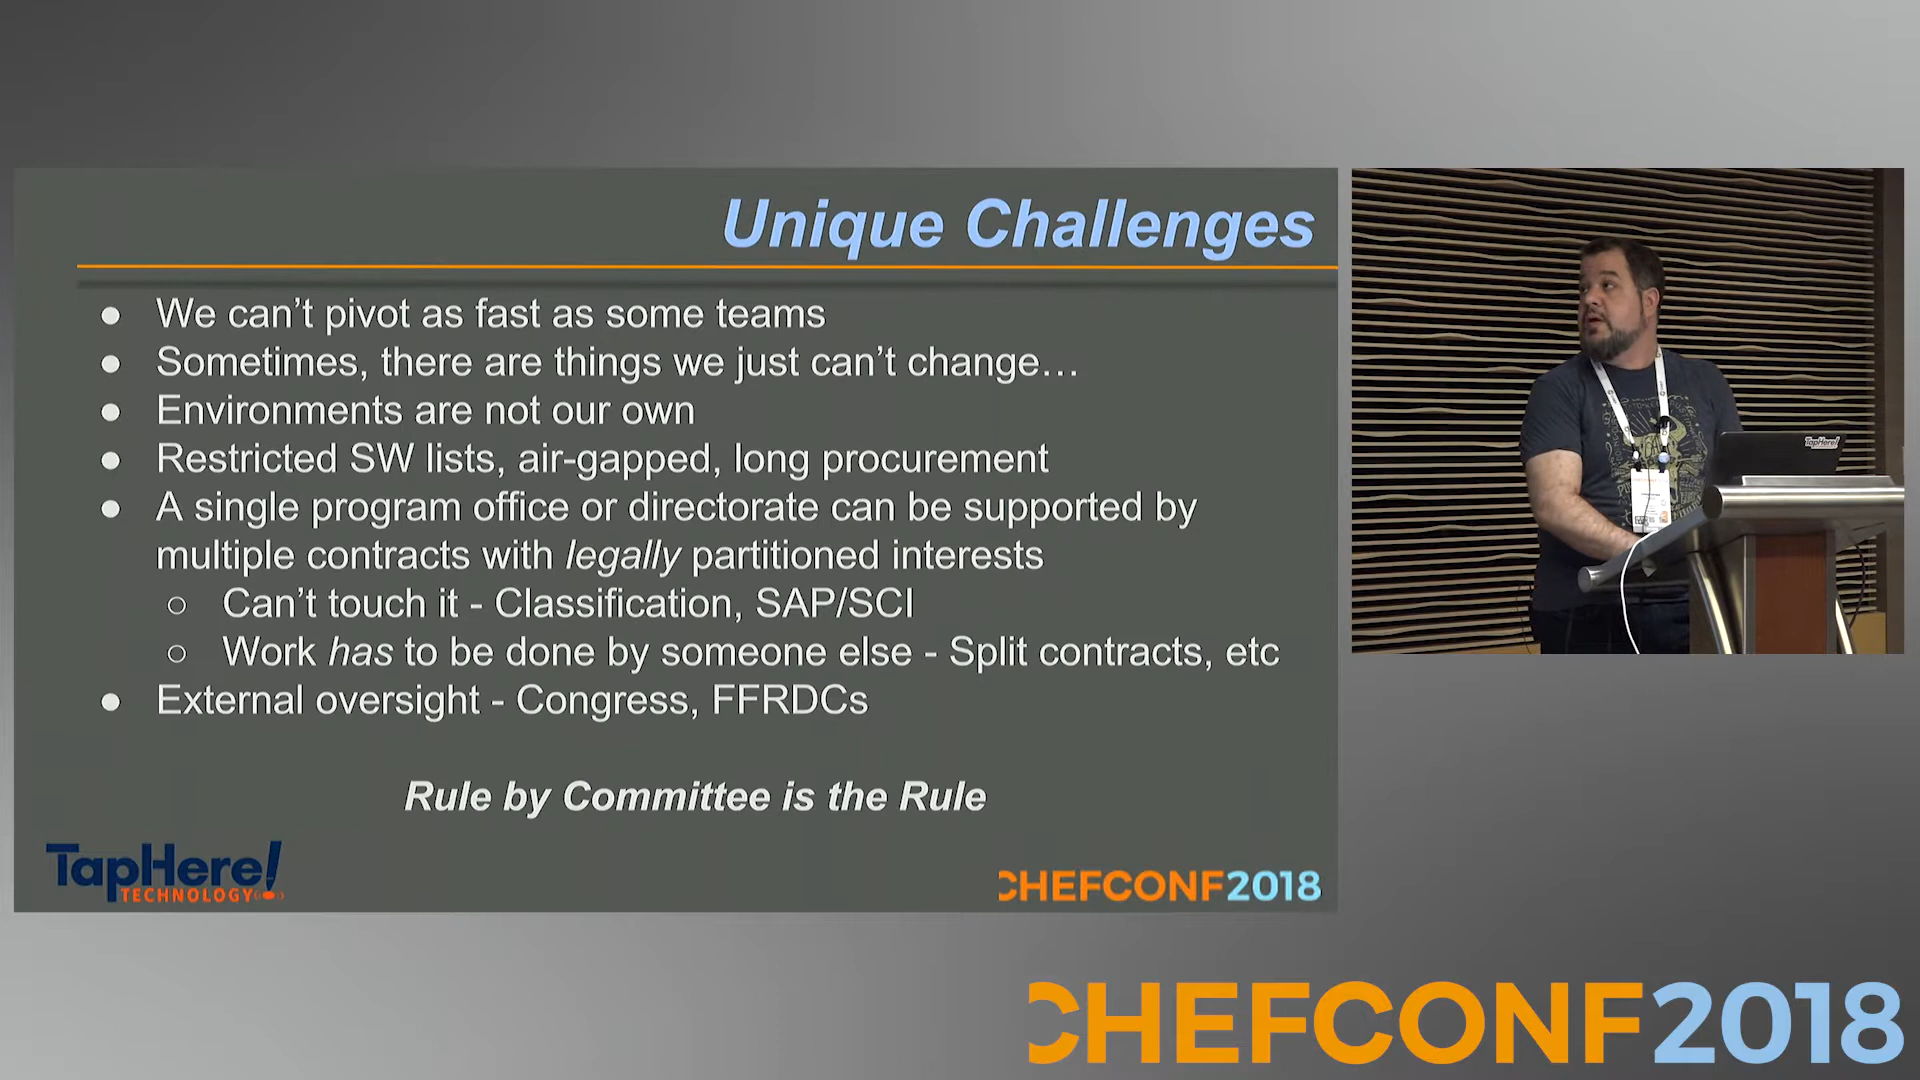 Unique Challenges
● We can’t pivot as fast as some teams
● Sometimes, there are things we just can’t change…
● Environments are not our own
● Restricted SW lists, air-gapped, long procurement
● A single program office or directorate can be supported by
multiple contracts with legally partitioned interests
○ Can’t touch it - Classification, SAP/SCI
○ Work has to be done by someone else - Split contracts, etc
● External oversight - Congress, FFRDCs
Rule by Committee is the Rule
TapHere!
TECHNOLOGY
CHEFCONF2018
TapHere!
CHEFCONF2018